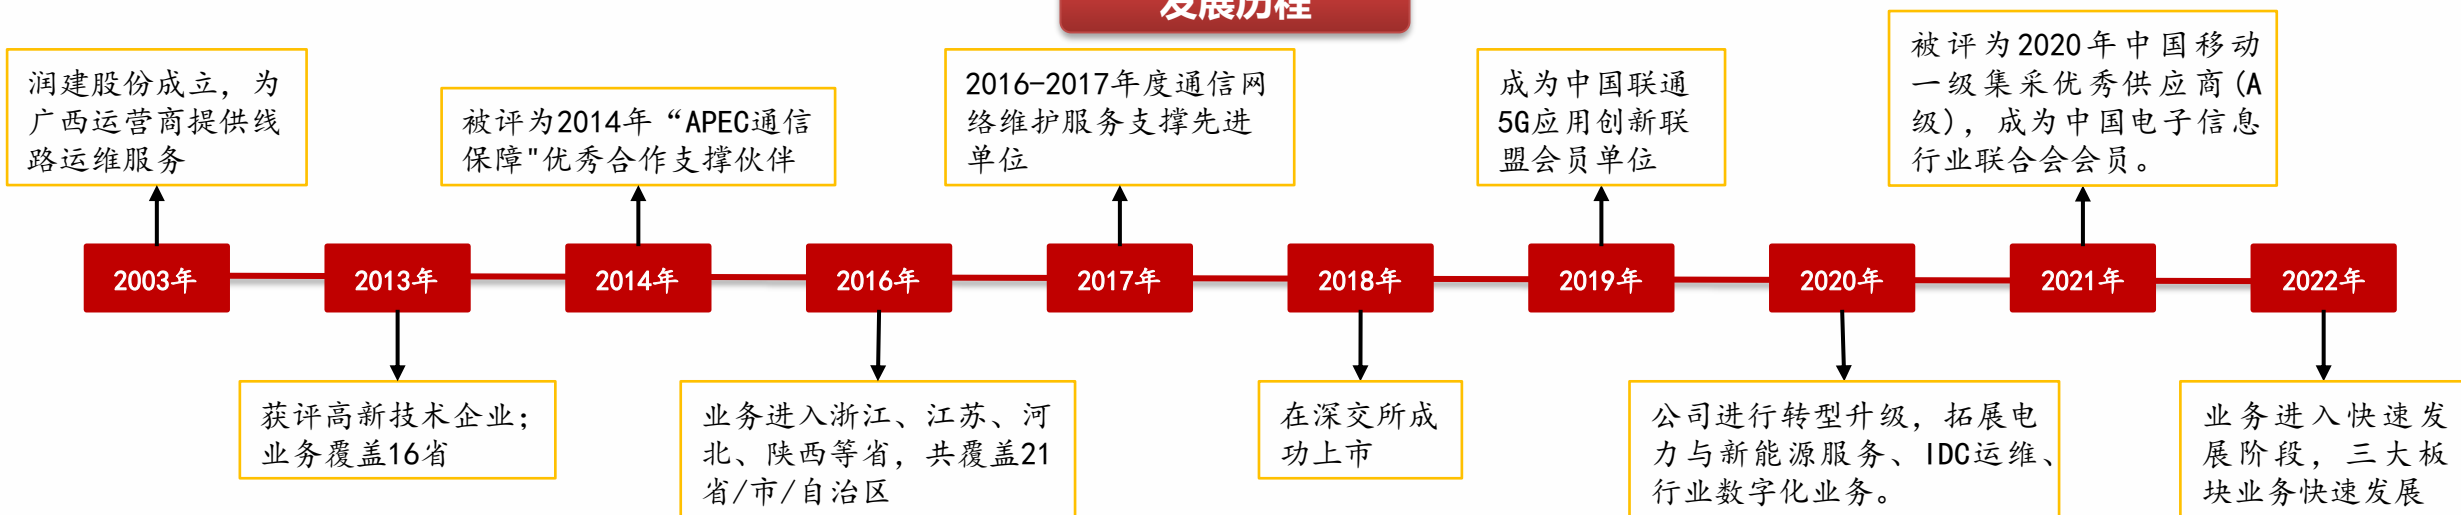 发展历程
润建股份成立，为
广西运营商提供线
路运维服务
被评为2014年“APEC通信
保障"优秀合作支撑伙伴
2016-2017年度通信网
络维护服务支撑先进
单位
成为中国联通
5G应用创新联
盟会员单位
被评为2020年中国移动
一级集采优秀供应商(A
级)，成为中国电子信息
行业联合会会员。
2003年
2013年
2014年
2016年
2017年
2018年
2019年
2020年
2021年
2022年
获评高新技术企业；
业务覆盖16省
业务进入浙江、江苏、河
北、陕西等省，共覆盖21
省/市/自治区
在深交所成
功上市
公司进行转型升级，拓展电
力与新能源服务、IDC运维、
行业数字化业务。
业务进入快速发
展阶段，三大板
块业务快速发展